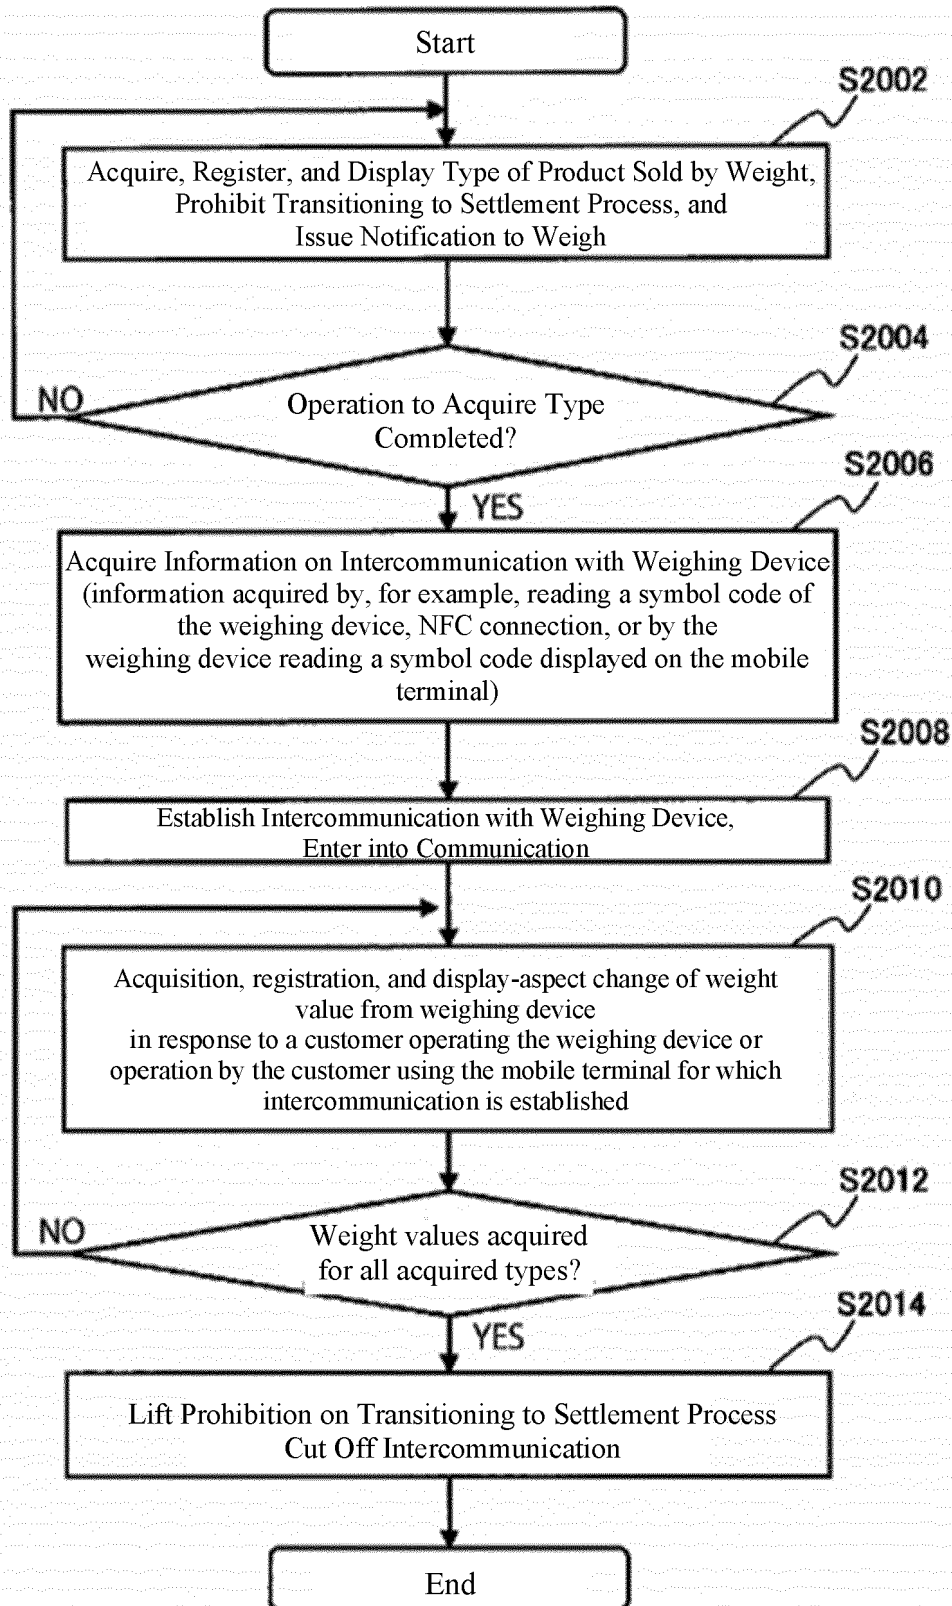 Start
S2002
Acquire, Register, and Display Type of Product Sold by Weight,
Prohibit Transitioning to Settlement Process, and
Issue Notification to Weigh
S2004
NO
Operation to Acquire Type
Completed?
YES
S2006
Acquire Information on Intercommunication with Weighing Device
(information acquired by, for example, reading a symbol code of
the weighing device, NFC connection, or by the
weighing device reading a symbol code displayed on the mobile
terminal)
S2008
Establish Intercommunication with Weighing Device,
Enter into Communication
S2010
Acquisition, registration, and display-aspect change of weight
value from weighing device
in response to a customer operating the weighing device or
operation by the customer using the mobile terminal for which
intercommunication is established
S2012
NO
Weight values acquired
for all acquired types?
YES
S2014
Lift Prohibition on Transitioning to Settlement Process
Cut Off Intercommunication
End